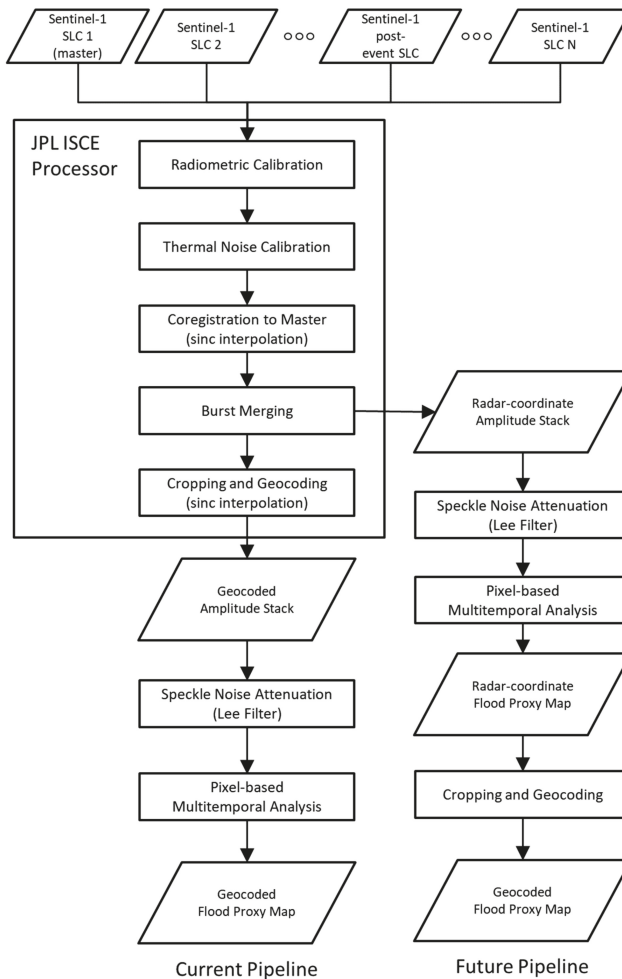 Sentinel-1
SLC 1
(master)
Sentinel-1
SLC 2
Sentinel-1
post-
event SLC
Sentinel-1
SLC N
JPL ISCE
Processor
Radiometric Calibration
Thermal Noise Calibration
Coregistration to Master
(sinc interpolation)
Burst Merging
Cropping and Geocoding
(sinc interpolation)
Geocoded
Amplitude Stack
Speckle Noise Attenuation
(Lee Filter)
Pixel-based
Multitemporal Analysis
Geocoded
Flood Proxy Map
Current Pipeline
Radar-coordinate
Amplitude Stack
Speckle Noise Attenuation
(Lee Filter)
Pixel-based
Multitemporal Analysis
Radar-coordinate
Flood Proxy Map
Cropping and Geocoding
Geocoded
Flood Proxy Map
Future Pipeline